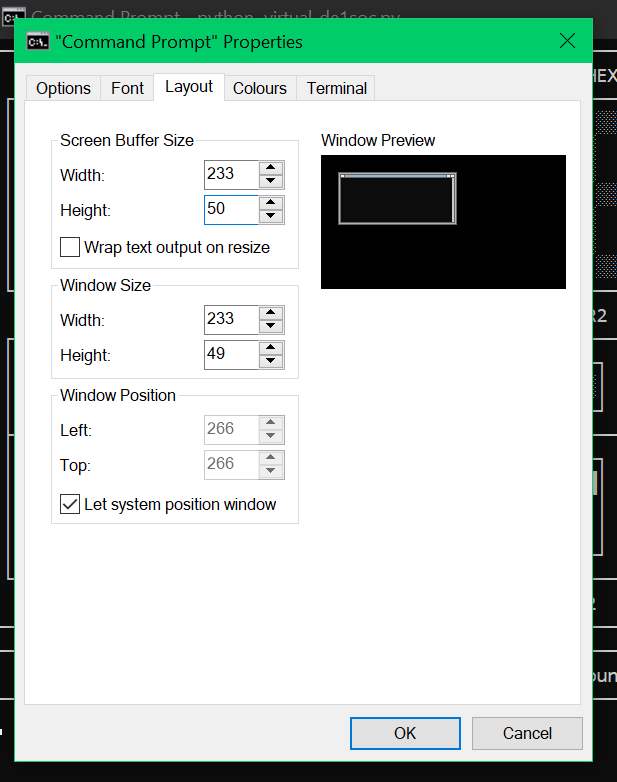 Command Prompt - python virtual_de1soc.py
"Command Prompt" Properties
Options Font Layout Colours Terminal
HEX
Screen Buffer Size
Window Preview
Width: 233
Height: 50
Wrap text output on resize
Window Size
Width: 233
R2
Height: 49
Window Position
Left: 266
Top: 266
Let system position window
2
oun
OK Cancel